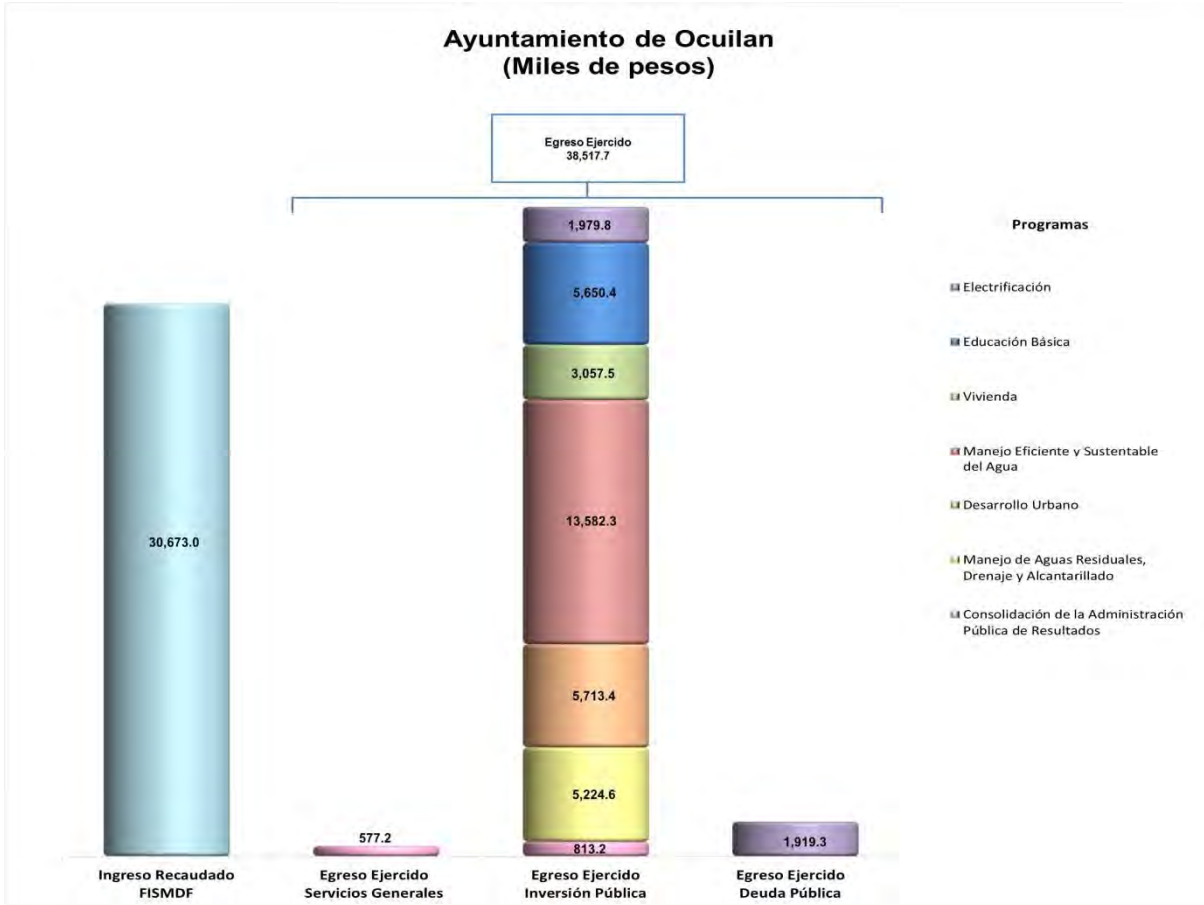 Ayuntamiento de Ocuilan
(Miles de pesos)
Egreso Ejercido
38,517.7
1,979.8
5,650.4
3,057.5
13,582.3
5,713.4
5,224.6
813.2
30,673.0
577.2
1,919.3
Ingreso Recaudado
FISMDF
Egreso Ejercido
Servicios Generales
Egreso Ejercido
Inversión Pública
Egreso Ejercido
Deuda Pública
Programas
Electrificación
Educación Básica
Vivienda
Manejo Eficiente y Sustentable
del Agua
Desarrollo Urbano
Manejo de Aguas Residuales,
Drenaje y Alcantarillado
Consolidación de la Administración
Pública de Resultados